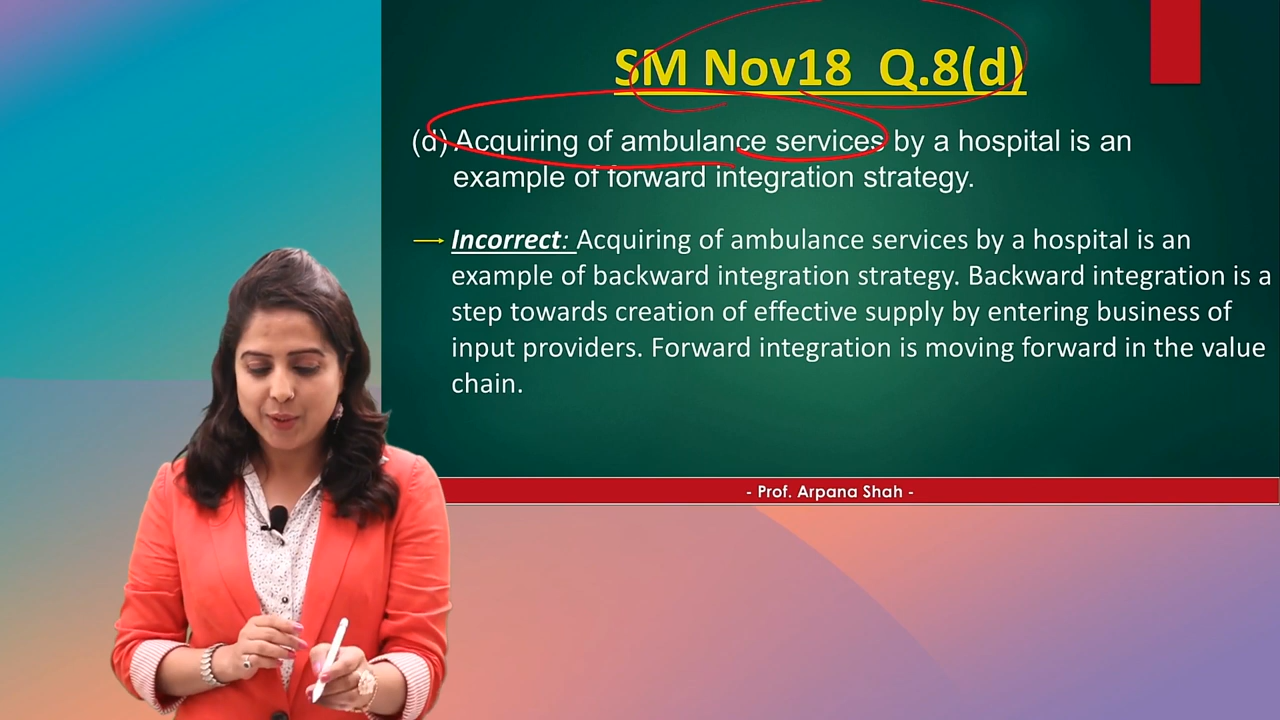 SM Nov18 Q.8(d)
(d) Acquiring of ambulance services by a hospital is an
example of forward integration strategy.
Incorrect: Acquiring of ambulance services by a hospital is an
example of backward integration strategy. Backward integration is a
step towards creation of effective supply by entering business of
input providers. Forward integration is moving forward in the value
chain.
- Prof. Arpana Shah -